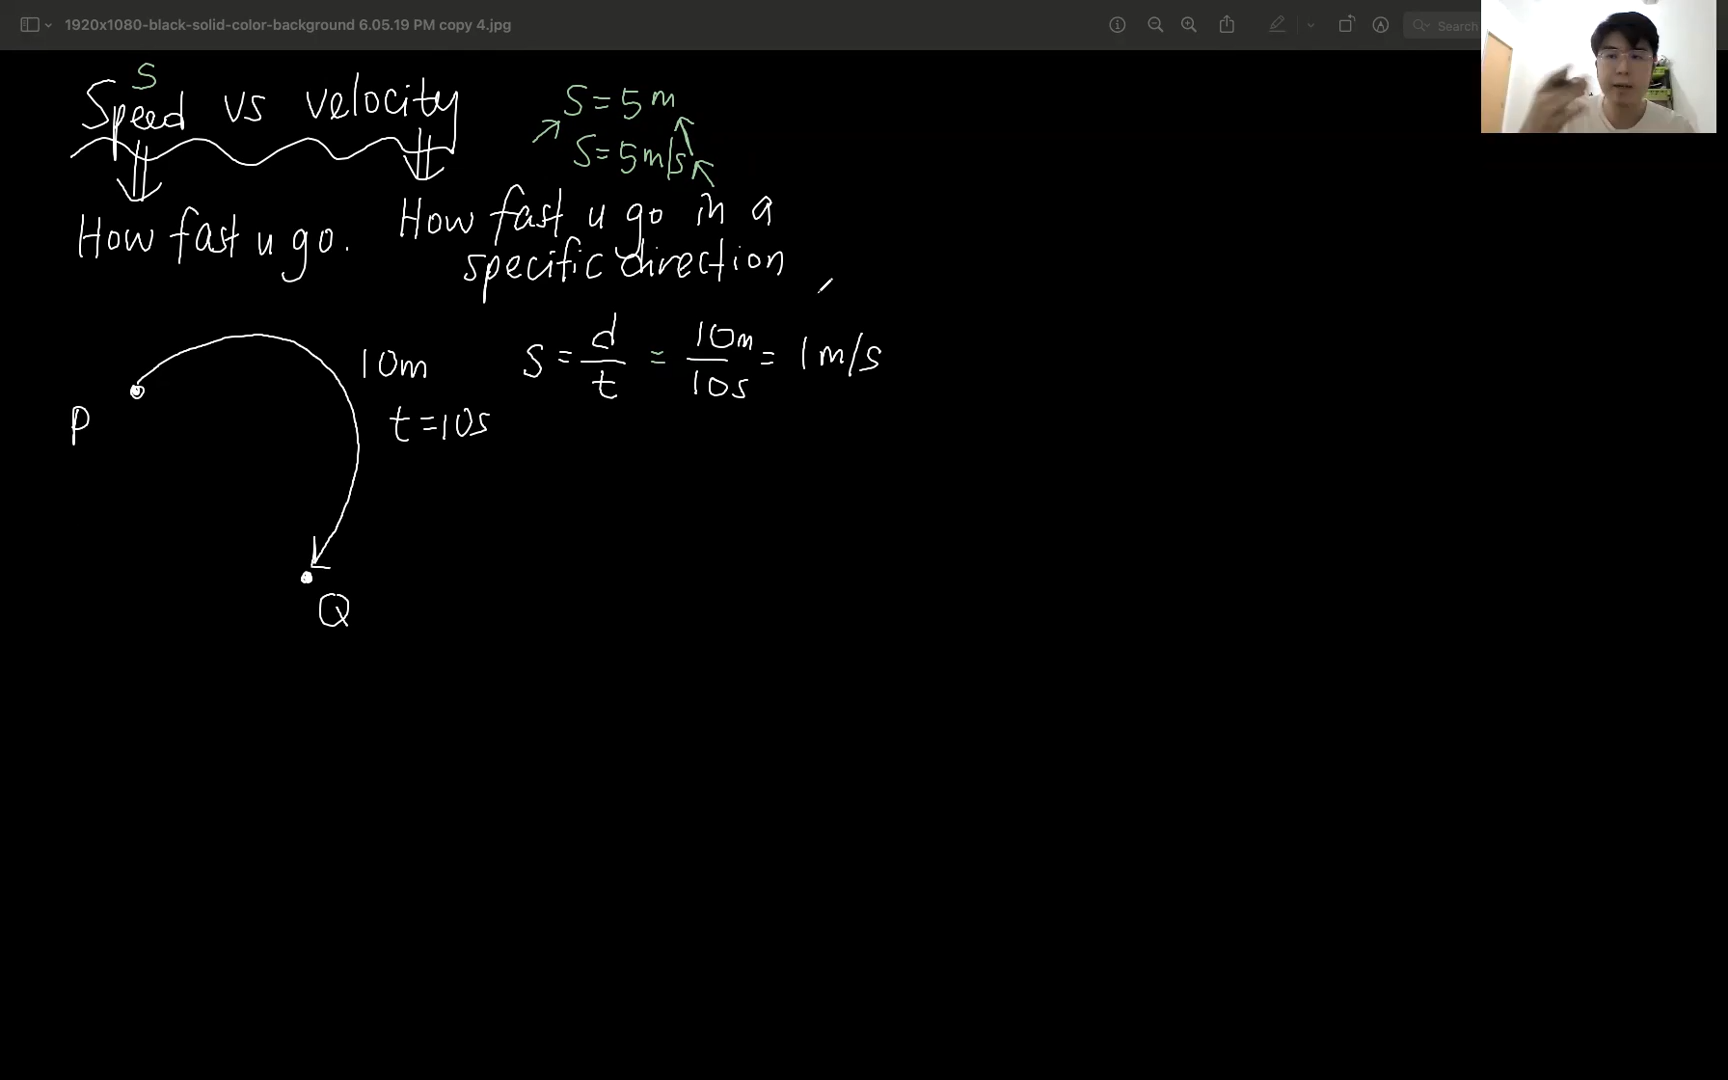 1920x1080-black-solid-color-background 6.05.19 PM copy 4.jpg
Search
S
Speed vs velocity
S = 5 m
S = 5 m/s
How fast u go.
How fast u go in a
specific direction
10m
t = 10s
S = d/t = 10m/10s = 1 m/s
P
Q